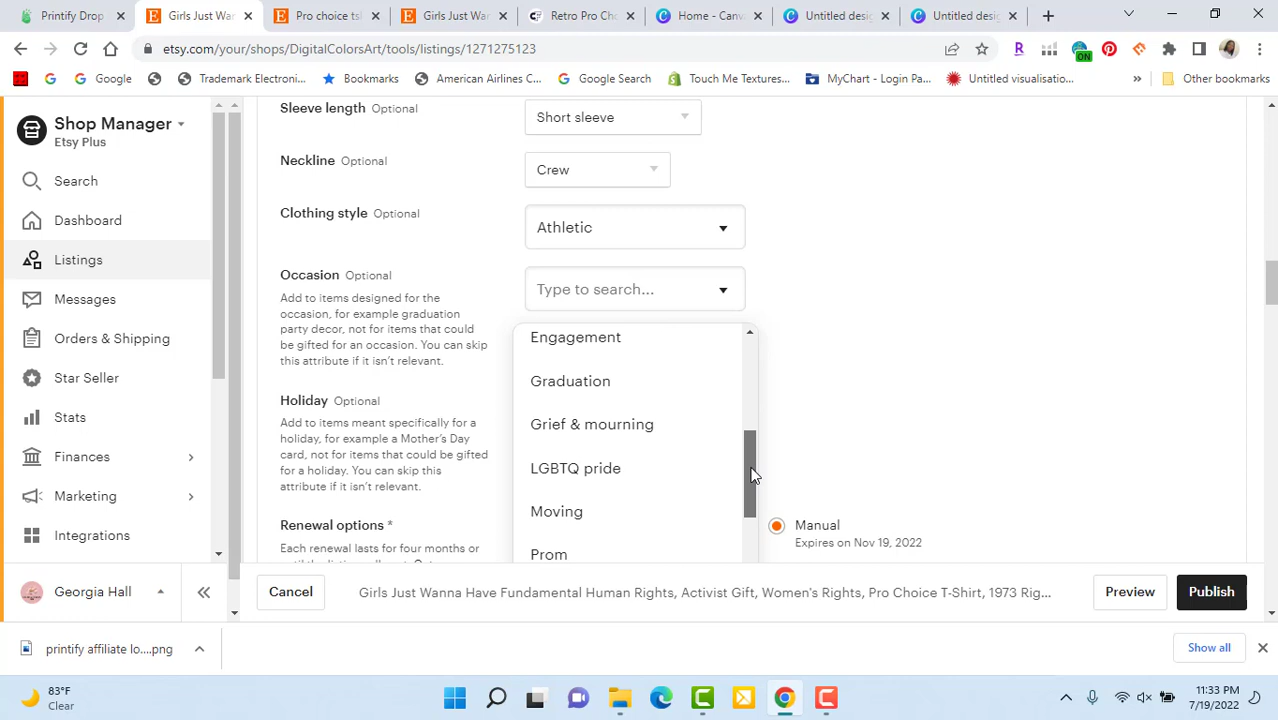 Printify Drop
Girls Just War
Pro choice tsh
Girls Just War
Retro Pro Choi
Home - Canva
Untitled desig
Untitled desig
etsy.com/your/shops/DigitalColorsArt/tools/listings/1271275123
ON
Google
Trademark Electroni...
Bookmarks
American Airlines C...
Google Search
Touch Me Textures...
MyChart - Login Pa...
Untitled visualisatio...
»
Other bookmarks
Shop Manager
Etsy Plus
Search
Dashboard
Listings
Messages
Orders & Shipping
Star Seller
Stats
Finances
Marketing
Integrations
Georgia Hall
Sleeve length Optional
Short sleeve
Neckline Optional
Crew
Clothing style Optional
Athletic
Occasion Optional
Type to search...
Add to items designed for the
occasion, for example graduation
party decor, not for items that could
be gifted for an occasion. You can skip
this attribute if it isn't relevant.
Engagement
Graduation
Grief & mourning
LGBTQ pride
Moving
Prom
Holiday Optional
Add to items meant specifically for a
holiday, for example a Mother's Day
card, not for items that could be gifted
for a holiday. You can skip this
attribute if it isn't relevant.
Renewal options *
Each renewal lasts for four months or
Manual
Expires on Nov 19, 2022
Cancel
Girls Just Wanna Have Fundamental Human Rights, Activist Gift, Women's Rights, Pro Choice T-Shirt, 1973 Rig...
Preview
Publish
printify affiliate lo....png
Show all
83°F
Clear
11:33 PM
7/19/2022